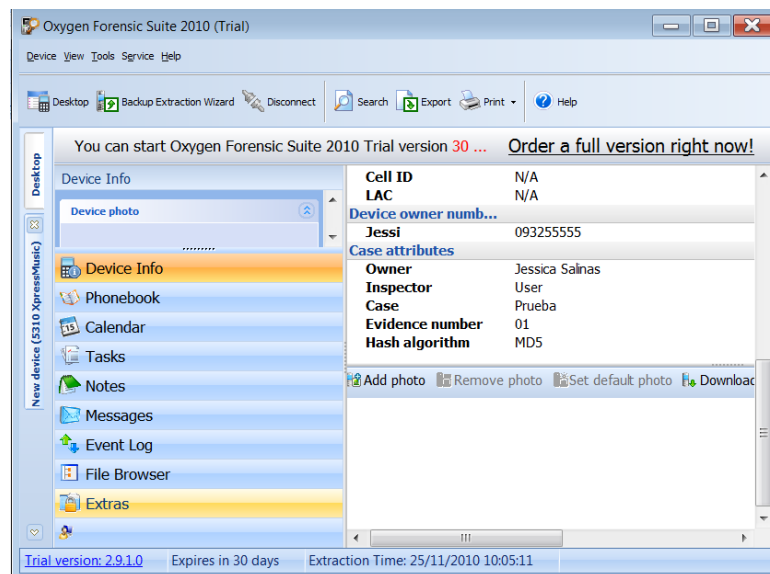 Oxygen Forensic Suite 2010 (Trial)
Device View Tools Service Help
Desktop Backup Extraction Wizard Disconnect Search Export Print Help
Desktop
New device (5310 XpressMusic)
You can start Oxygen Forensic Suite 2010 Trial version 30 ... Order a full version right now!
Device Info
Device photo
Device Info
Phonebook
15 Calendar
Tasks
Notes
Messages
Event Log
File Browser
Extras
Cell ID N/A
LAC N/A
Device owner numb...
Jessi 093255555
Case attributes
Owner Jessica Salinas
Inspector User
Case Prueba
Evidence number 01
Hash algorithm MD5
Add photo Remove photo Set default photo Download
Trial version: 2.9.1.0 Expires in 30 days Extraction Time: 25/11/2010 10:05:11